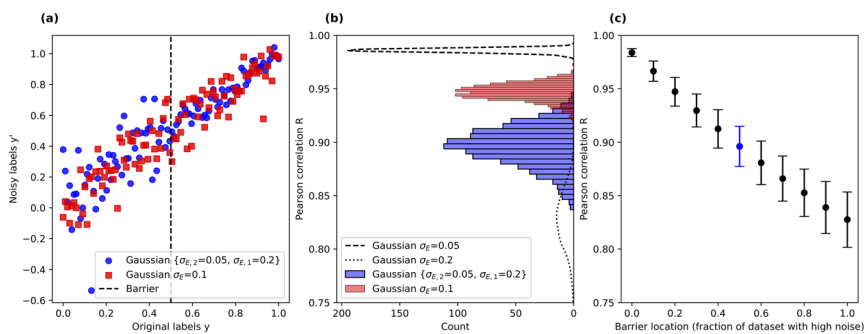 (a)
1.0
0.8
0.6
0.4
0.2
0.0
−0.2
−0.4
−0.6
Noisy labels y'
Gaussian {σE,2=0.05, σE,1=0.2}
Gaussian σE=0.1
Barrier
0.0 0.2 0.4 0.6 0.8 1.0
Original labels y
(b)
1.00
0.95
0.90
0.85
0.80
0.75
Pearson correlation R
Gaussian σE=0.05
Gaussian σE=0.2
Gaussian {σE,2=0.05, σE,1=0.2}
Gaussian σE=0.1
200 150 100 50 0
Count
(c)
1.00
0.95
0.90
0.85
0.80
0.75
Pearson correlation R
0.0 0.2 0.4 0.6 0.8 1.0
Barrier location (fraction of dataset with high noise)